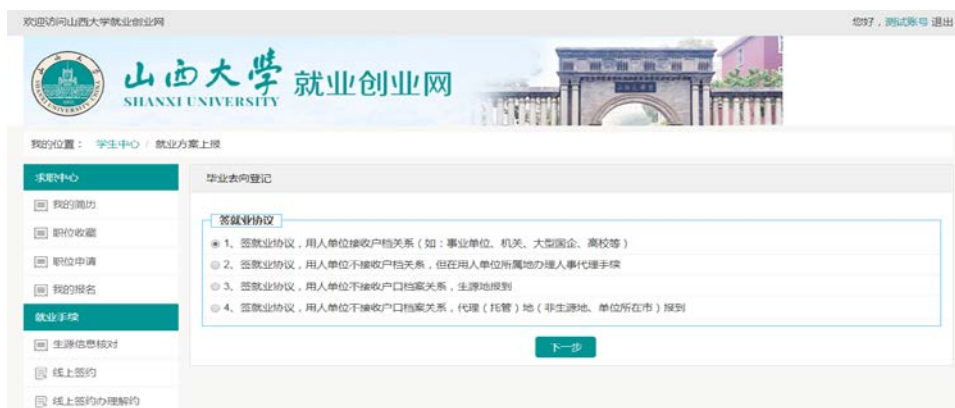 欢迎访问山西大学就业创业网
您好，测试账号 退出
山西大学 就业创业网
SHANXI UNIVERSITY
我的位置： 学生中心 / 就业方案上报
求职中心
毕业去向登记
我的简历
签就业协议
职位收藏
1、签就业协议，用人单位接收户档关系（如：事业单位、机关、大型国企、高校等）
职位申请
2、签就业协议，用人单位不接收户档关系，但在用人单位所属地办理人事代理手续
我的报名
3、签就业协议，用人单位不接收户口档案关系，生源地报到
就业手续
4、签就业协议，用人单位不接收户口档案关系，代理（托管）地（非生源地、单位所在市）报到
生源信息核对
下一步
线上签约
线上签约办理解约